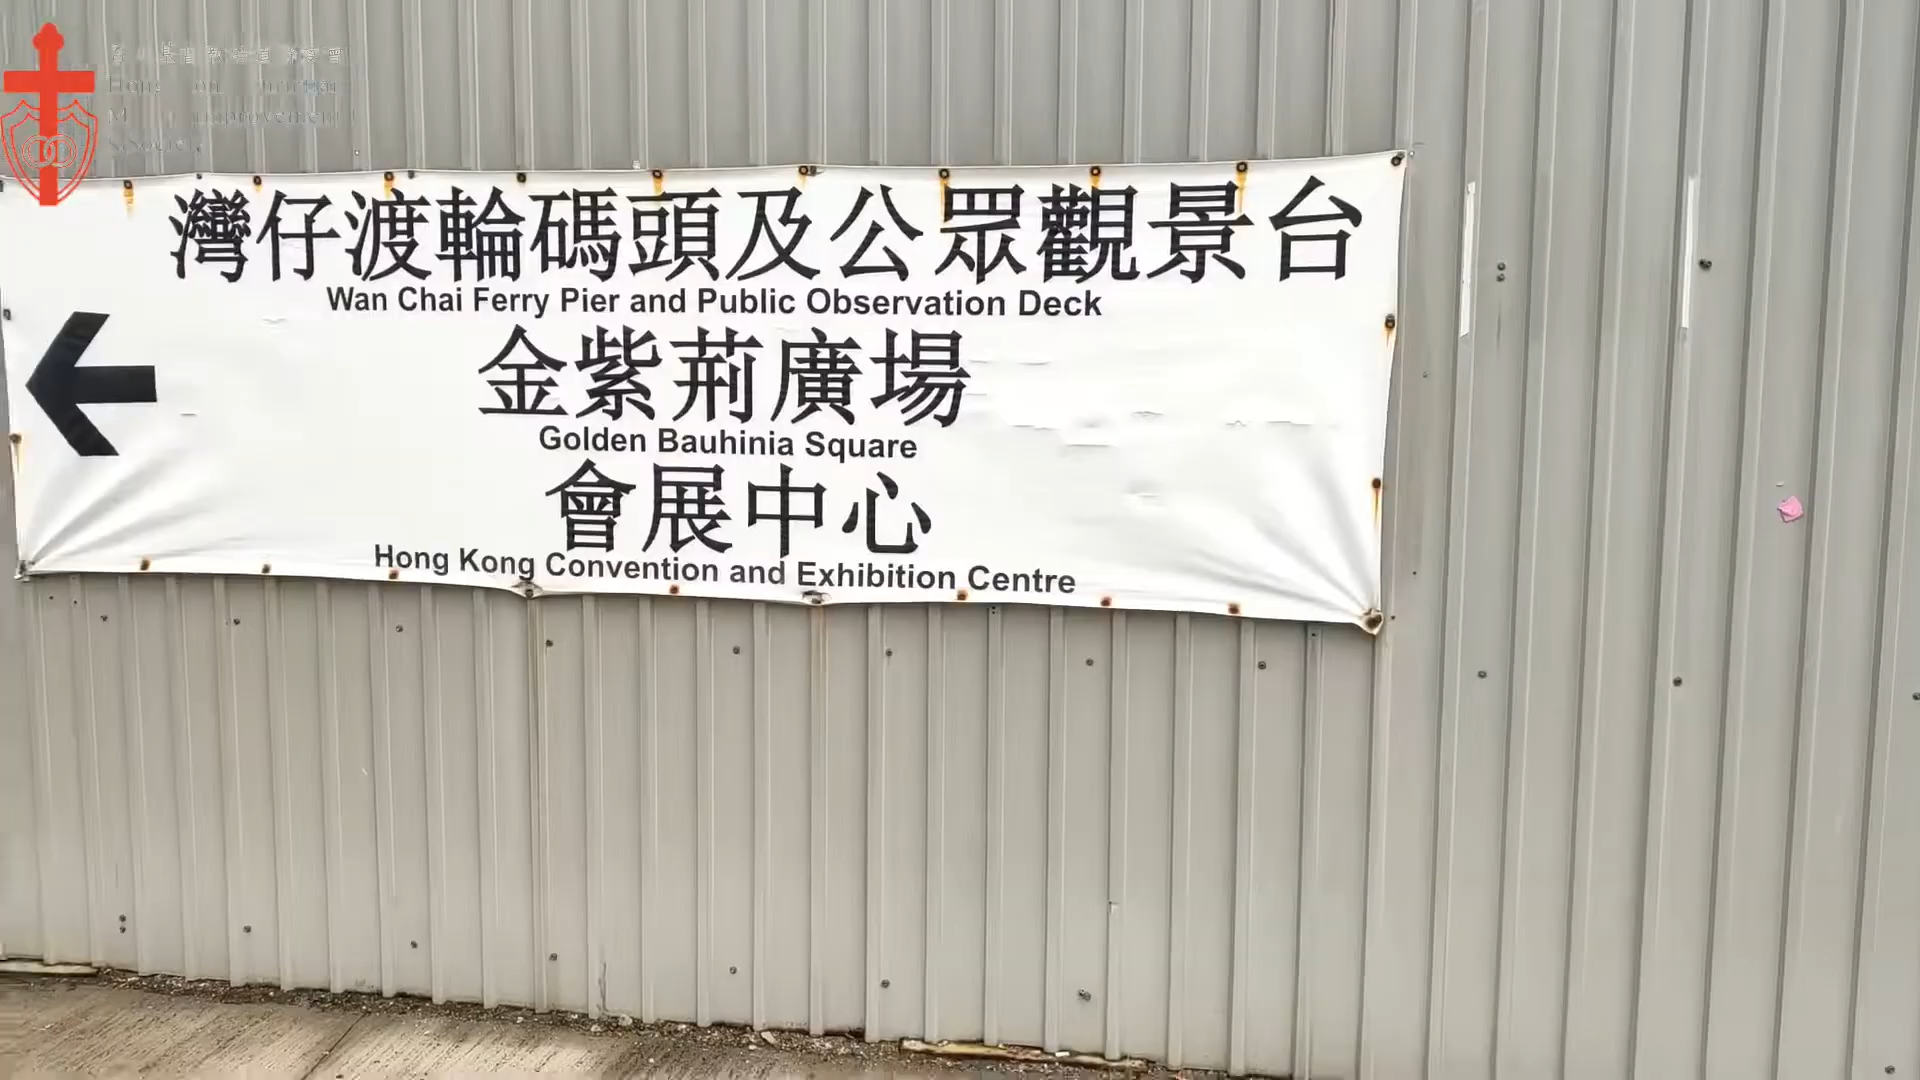 灣仔渡輪碼頭及公眾觀景台
Wan Chai Ferry Pier and Public Observation Deck
金紫荊廣場
Golden Bauhinia Square
會展中心
Hong Kong Convention and Exhibition Centre